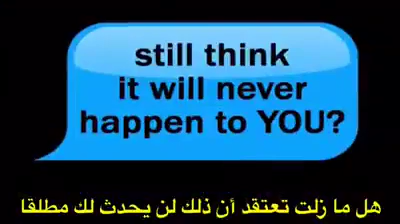 still think
it will never
happen to YOU?
هل ما زلت تعتقد أن ذلك لن يحدث لك مطلقا